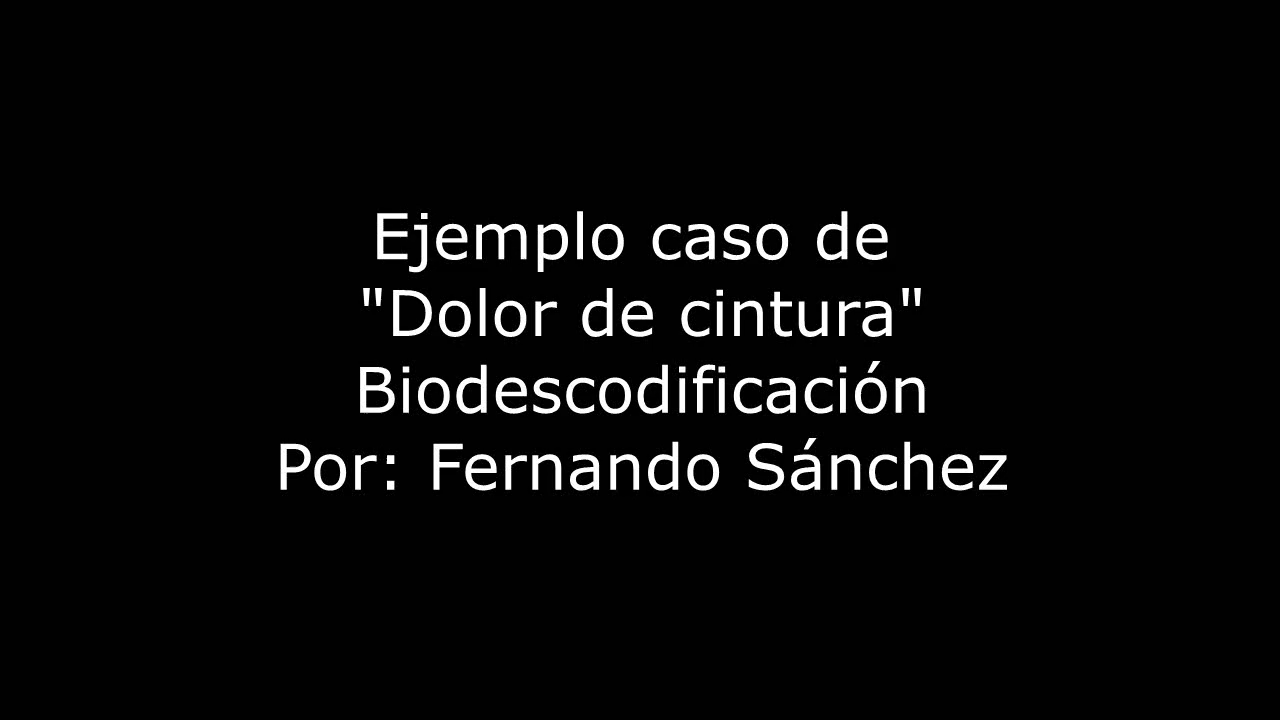 Ejemplo caso de
"Dolor de cintura"
Biodescodificación
Por: Fernando Sánchez